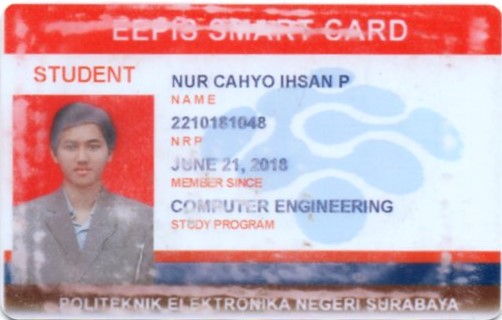 EEPIS SMART CARD
STUDENT
NUR CAHYO IHSAN P
NAME
2210181048
NRP
JUNE 21, 2018
MEMBER SINCE
COMPUTER ENGINEERING
STUDY PROGRAM
POLITEKNIK ELEKTRONIKA NEGERI SURABAYA